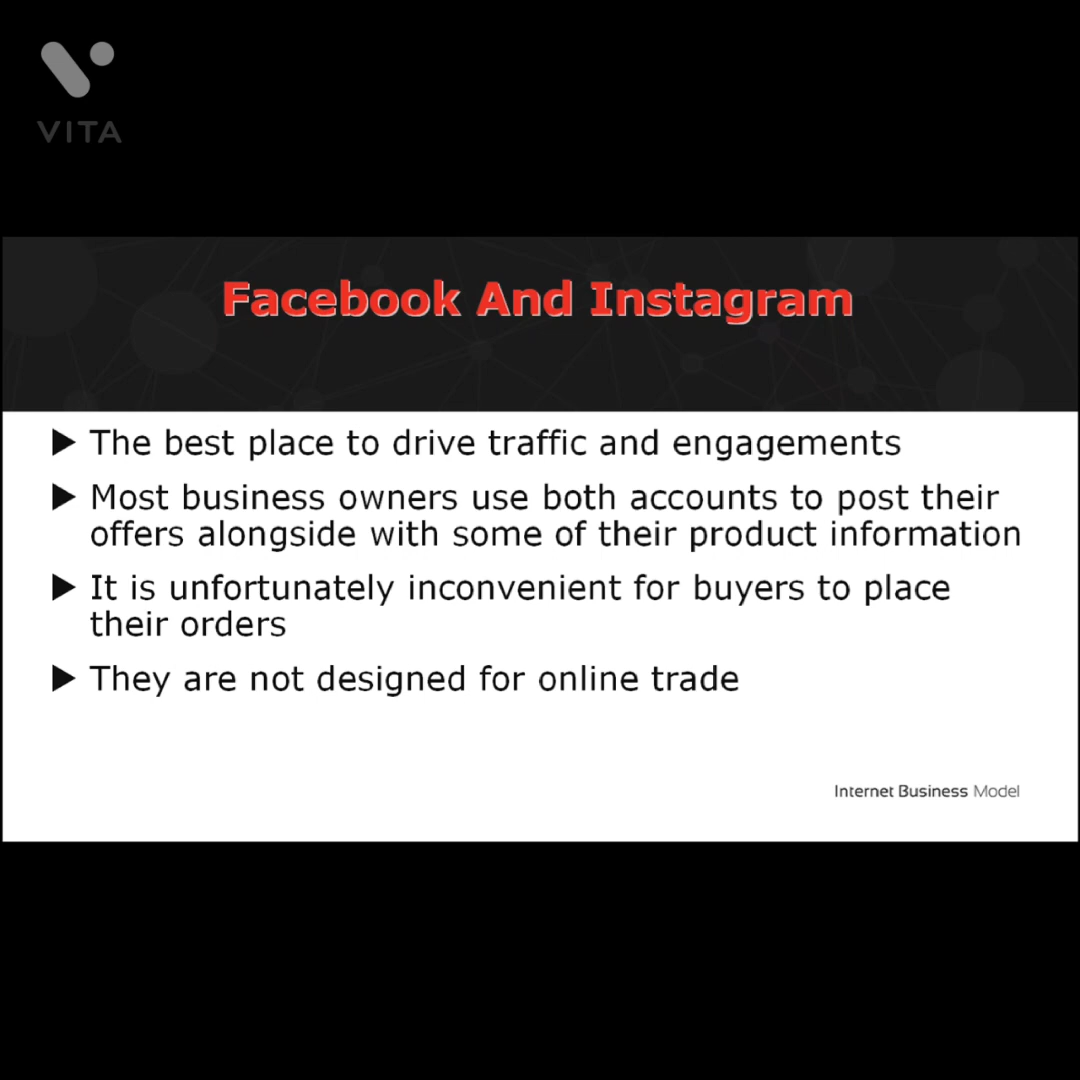 VITA
Facebook And Instagram
▶ The best place to drive traffic and engagements
▶ Most business owners use both accounts to post their
offers alongside with some of their product information
▶ It is unfortunately inconvenient for buyers to place
their orders
▶ They are not designed for online trade
Internet Business Model